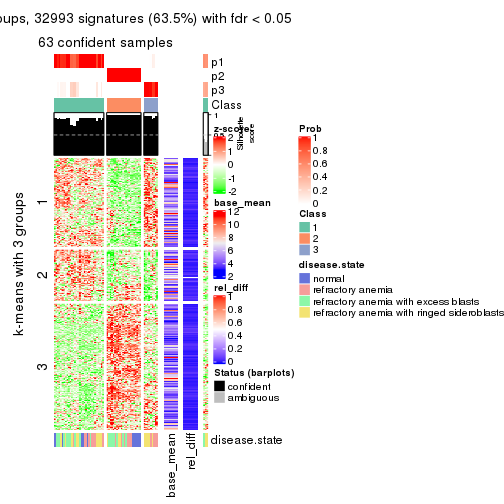 oups, 32993 signatures (63.5%) with fdr < 0.05
63 confident samples
p1
p2
p3
Class
1
Silhouette
score
z-score
2
1
0
-1
-2
base_mean
12
10
8
6
4
2
rel_diff
1
0.8
0.6
0.4
0.2
0
Status (barplots)
confident
ambiguous
Prob
1
0.8
0.6
0.4
0.2
0
Class
1
2
3
disease.state
normal
refractory anemia
refractory anemia with excess blasts
refractory anemia with ringed sideroblasts
k-means with 3 groups
1
2
3
disease.state
base_mean
rel_diff